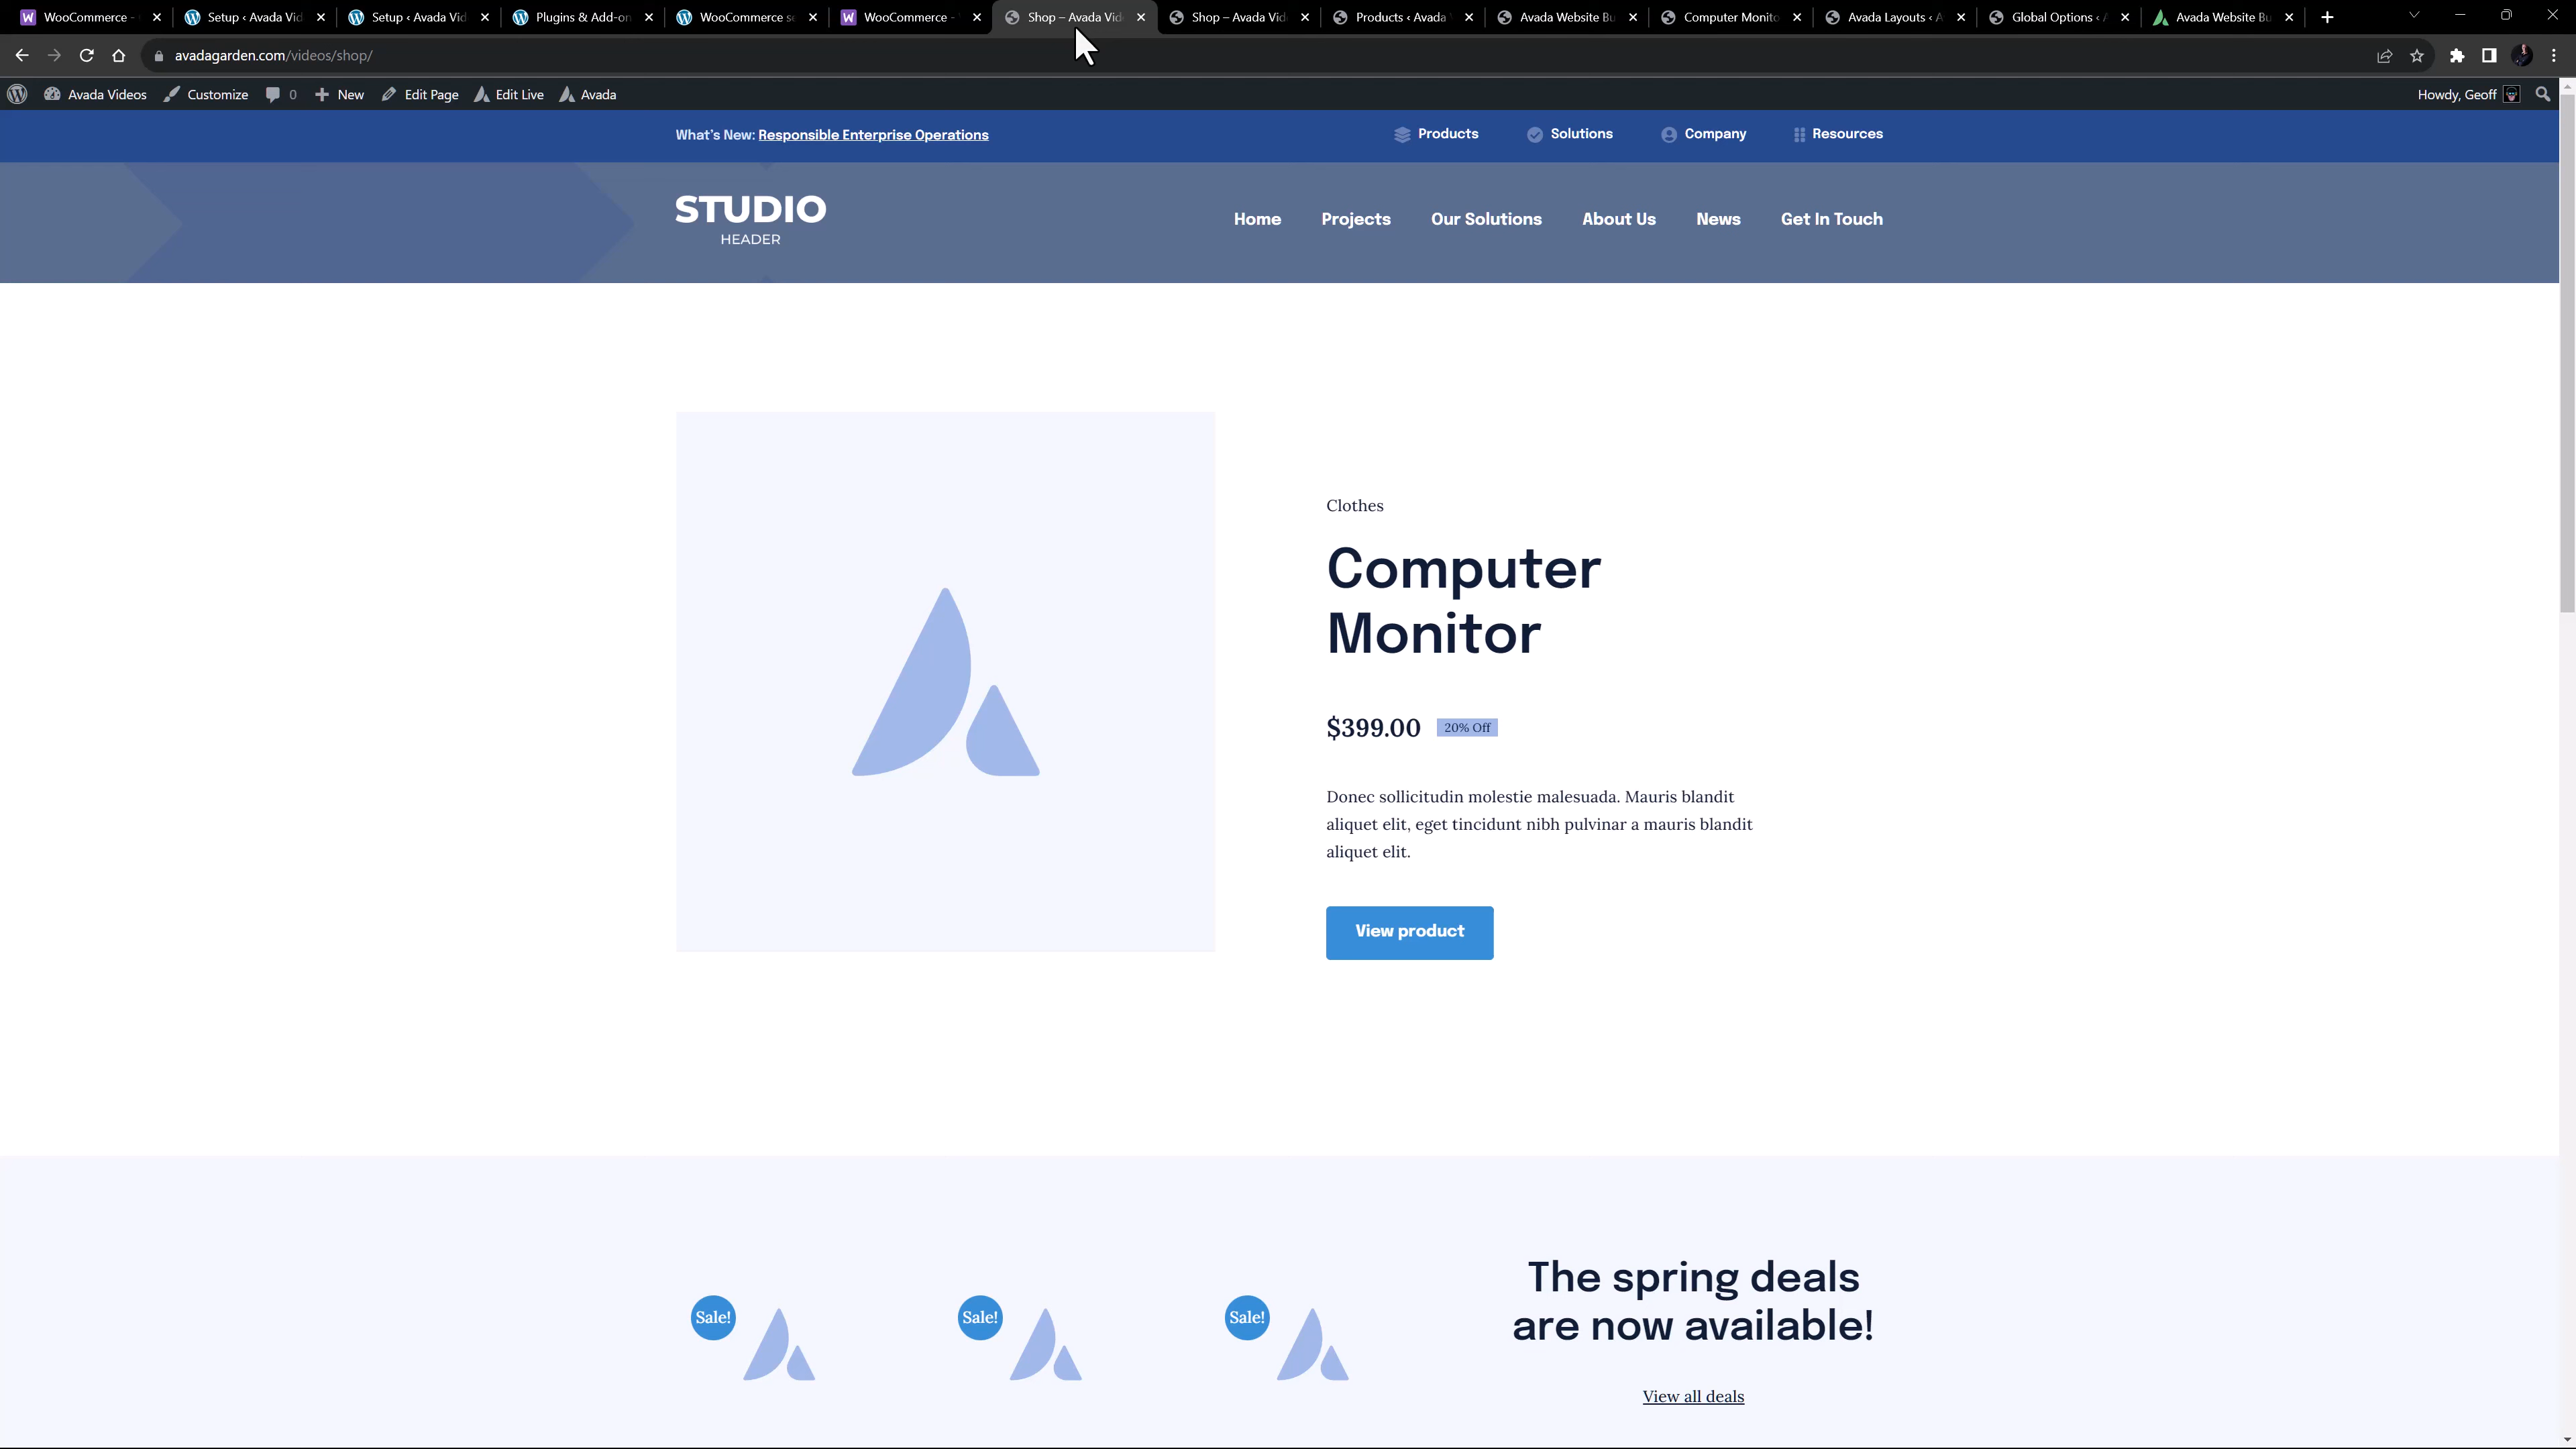 WooCommerce -
Setup ‹ Avada Vid
Setup ‹ Avada Vid
Plugins & Add-on
WooCommerce se
WooCommerce -
Shop – Avada Vid
Shop – Avada Vid
Products ‹ Avada
Avada Website Bu
Computer Monito
Avada Layouts ‹ A
Global Options ‹ A
Avada Website Bu
avadagarden.com/videos/shop/
Avada Videos Customize 0 New Edit Page Edit Live Avada Howdy, Geoff
What's New: Responsible Enterprise Operations Products Solutions Company Resources
STUDIO
HEADER
Home Projects Our Solutions About Us News Get In Touch
Clothes
Computer
Monitor
$399.00 20% Off
Donec sollicitudin molestie malesuada. Mauris blandit
aliquet elit, eget tincidunt nibh pulvinar a mauris blandit
aliquet elit.
View product
Sale! Sale! Sale!
The spring deals
are now available!
View all deals